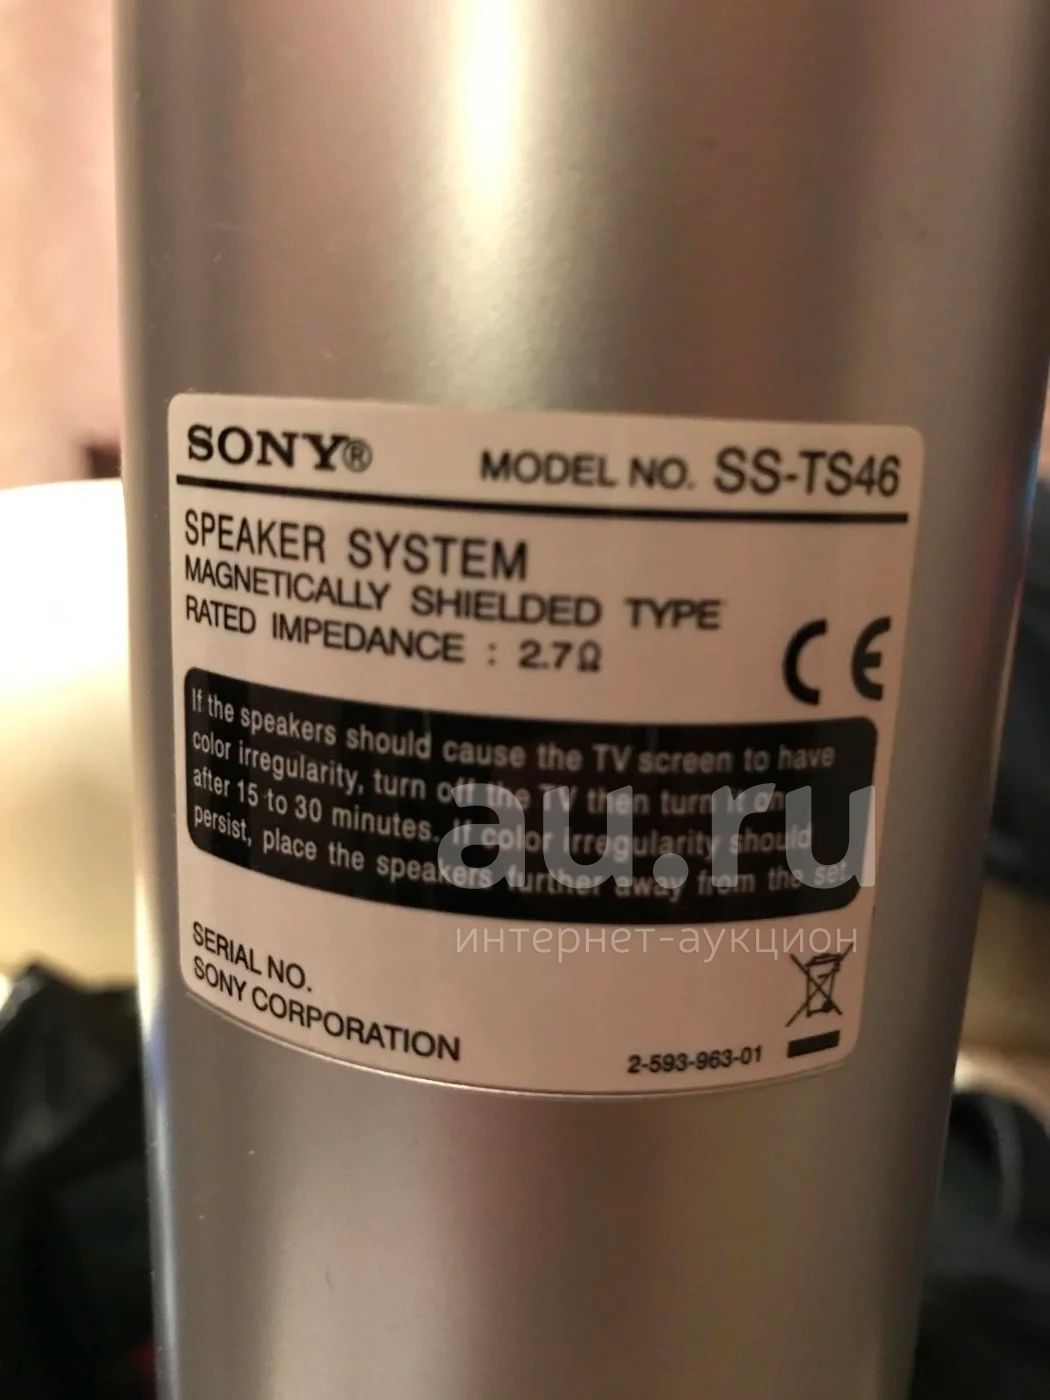 SONY® MODEL NO. SS-TS46
SPEAKER SYSTEM
MAGNETICALLY SHIELDED TYPE
RATED IMPEDANCE : 2.7Ω
CE
If the speakers should cause the TV screen to have
color irregularity, turn off the TV then turn it on
after 15 to 30 minutes. If color irregularity should
persist, place the speakers further away from the set.
au.ru
интернет-аукцион
SERIAL NO.
SONY CORPORATION
2-593-963-01